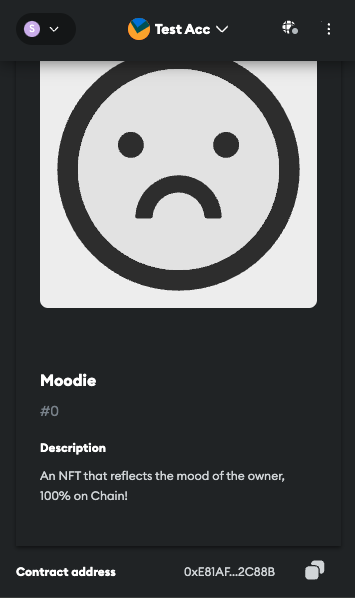 S
Test Acc
Moodie
#0
Description
An NFT that reflects the mood of the owner,
100% on Chain!
Contract address 0xE81AF...2C88B